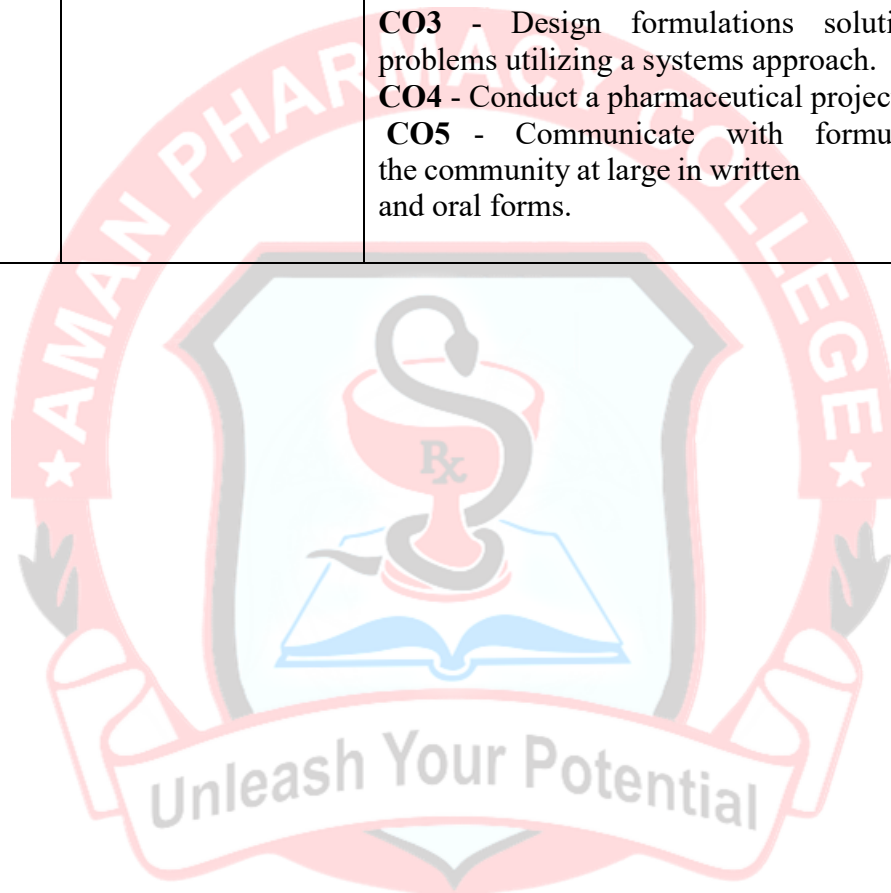 CO3 - Design formulations soluti
problems utilizing a systems approach.
CO4 - Conduct a pharmaceutical projec
CO5 - Communicate with formu
the community at large in written
and oral forms.
AMAN PHARMACY COLLEGE
Rx
Unleash Your Potential